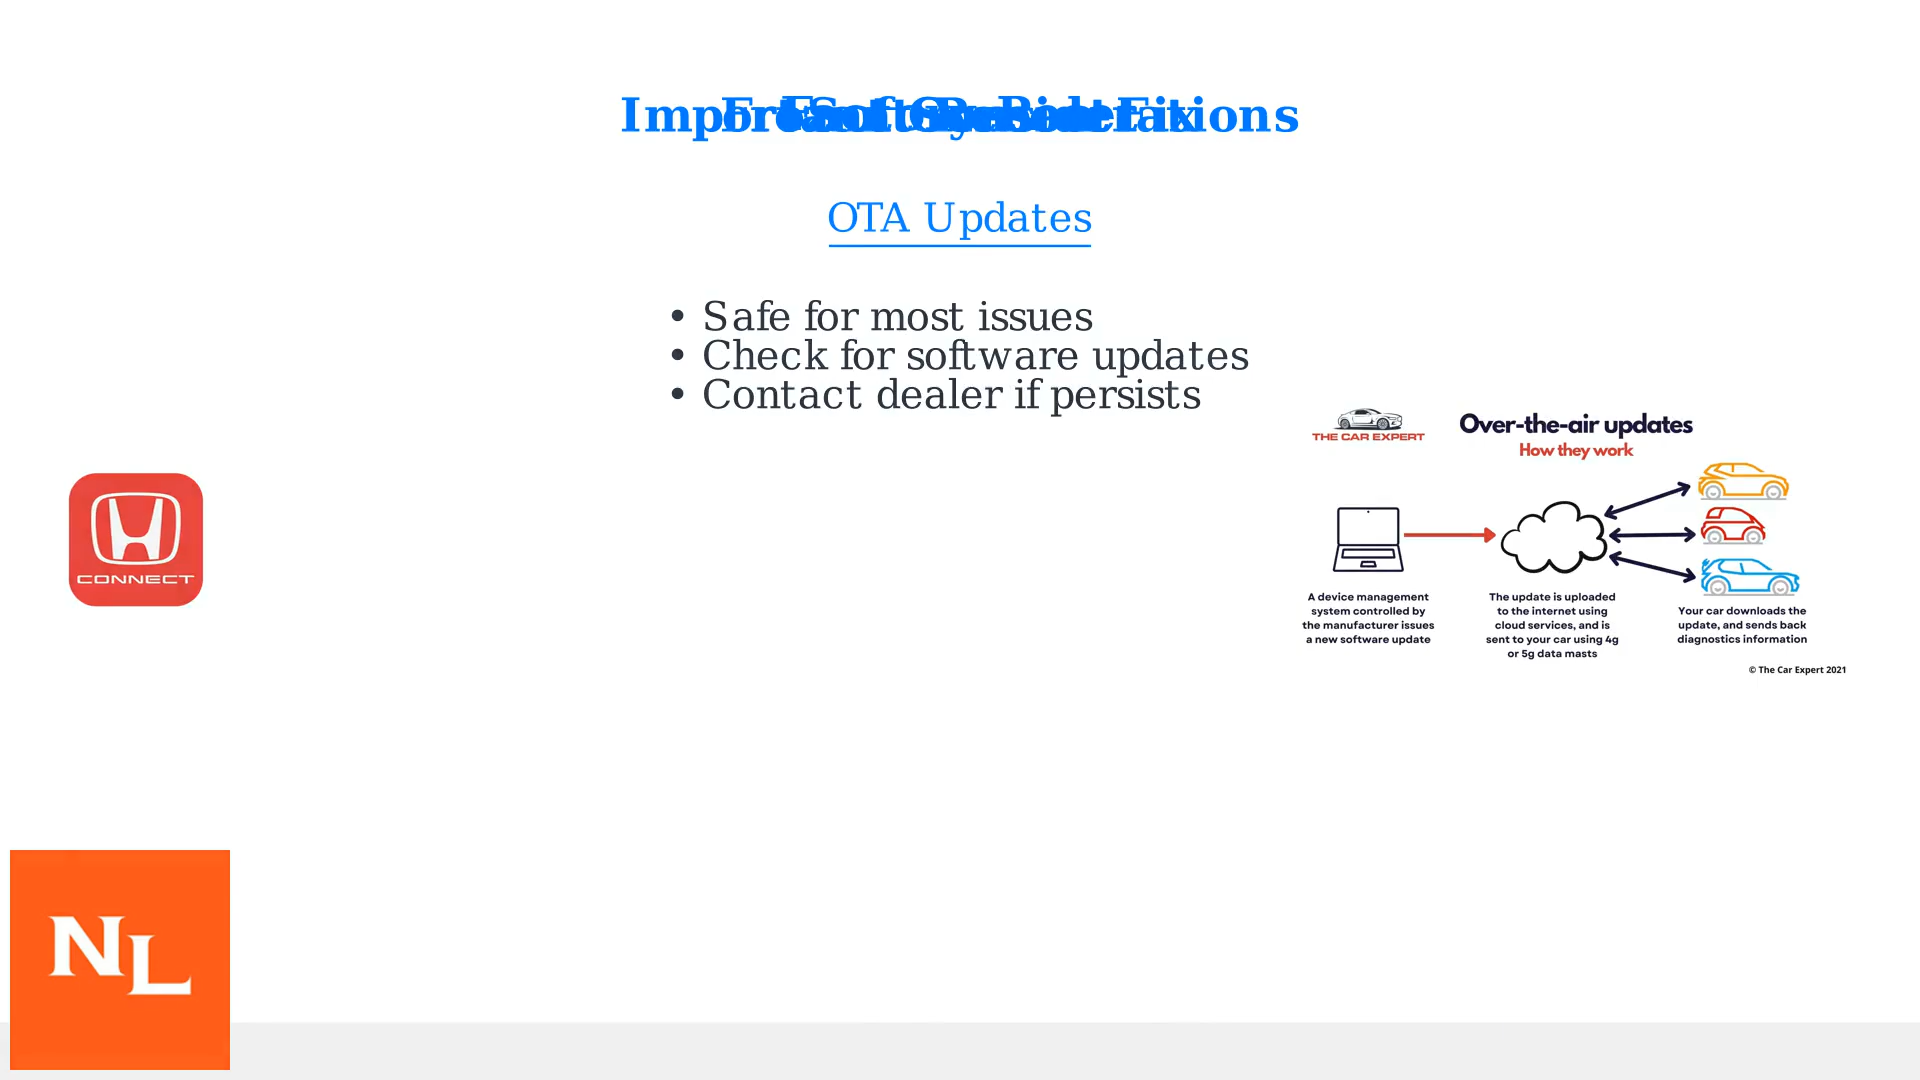 OTA Updates
• Safe for most issues
• Check for software updates
• Contact dealer if persists
THE CAR EXPERT
Over-the-air updates
How they work
CONNECT
A device management
system controlled by
the manufacturer issues
a new software update
The update is uploaded
to the internet using
cloud services, and is
sent to your car using 4g
or 5g data masts
Your car downloads the
update, and sends back
diagnostics information
© The Car Expert 2021
NL